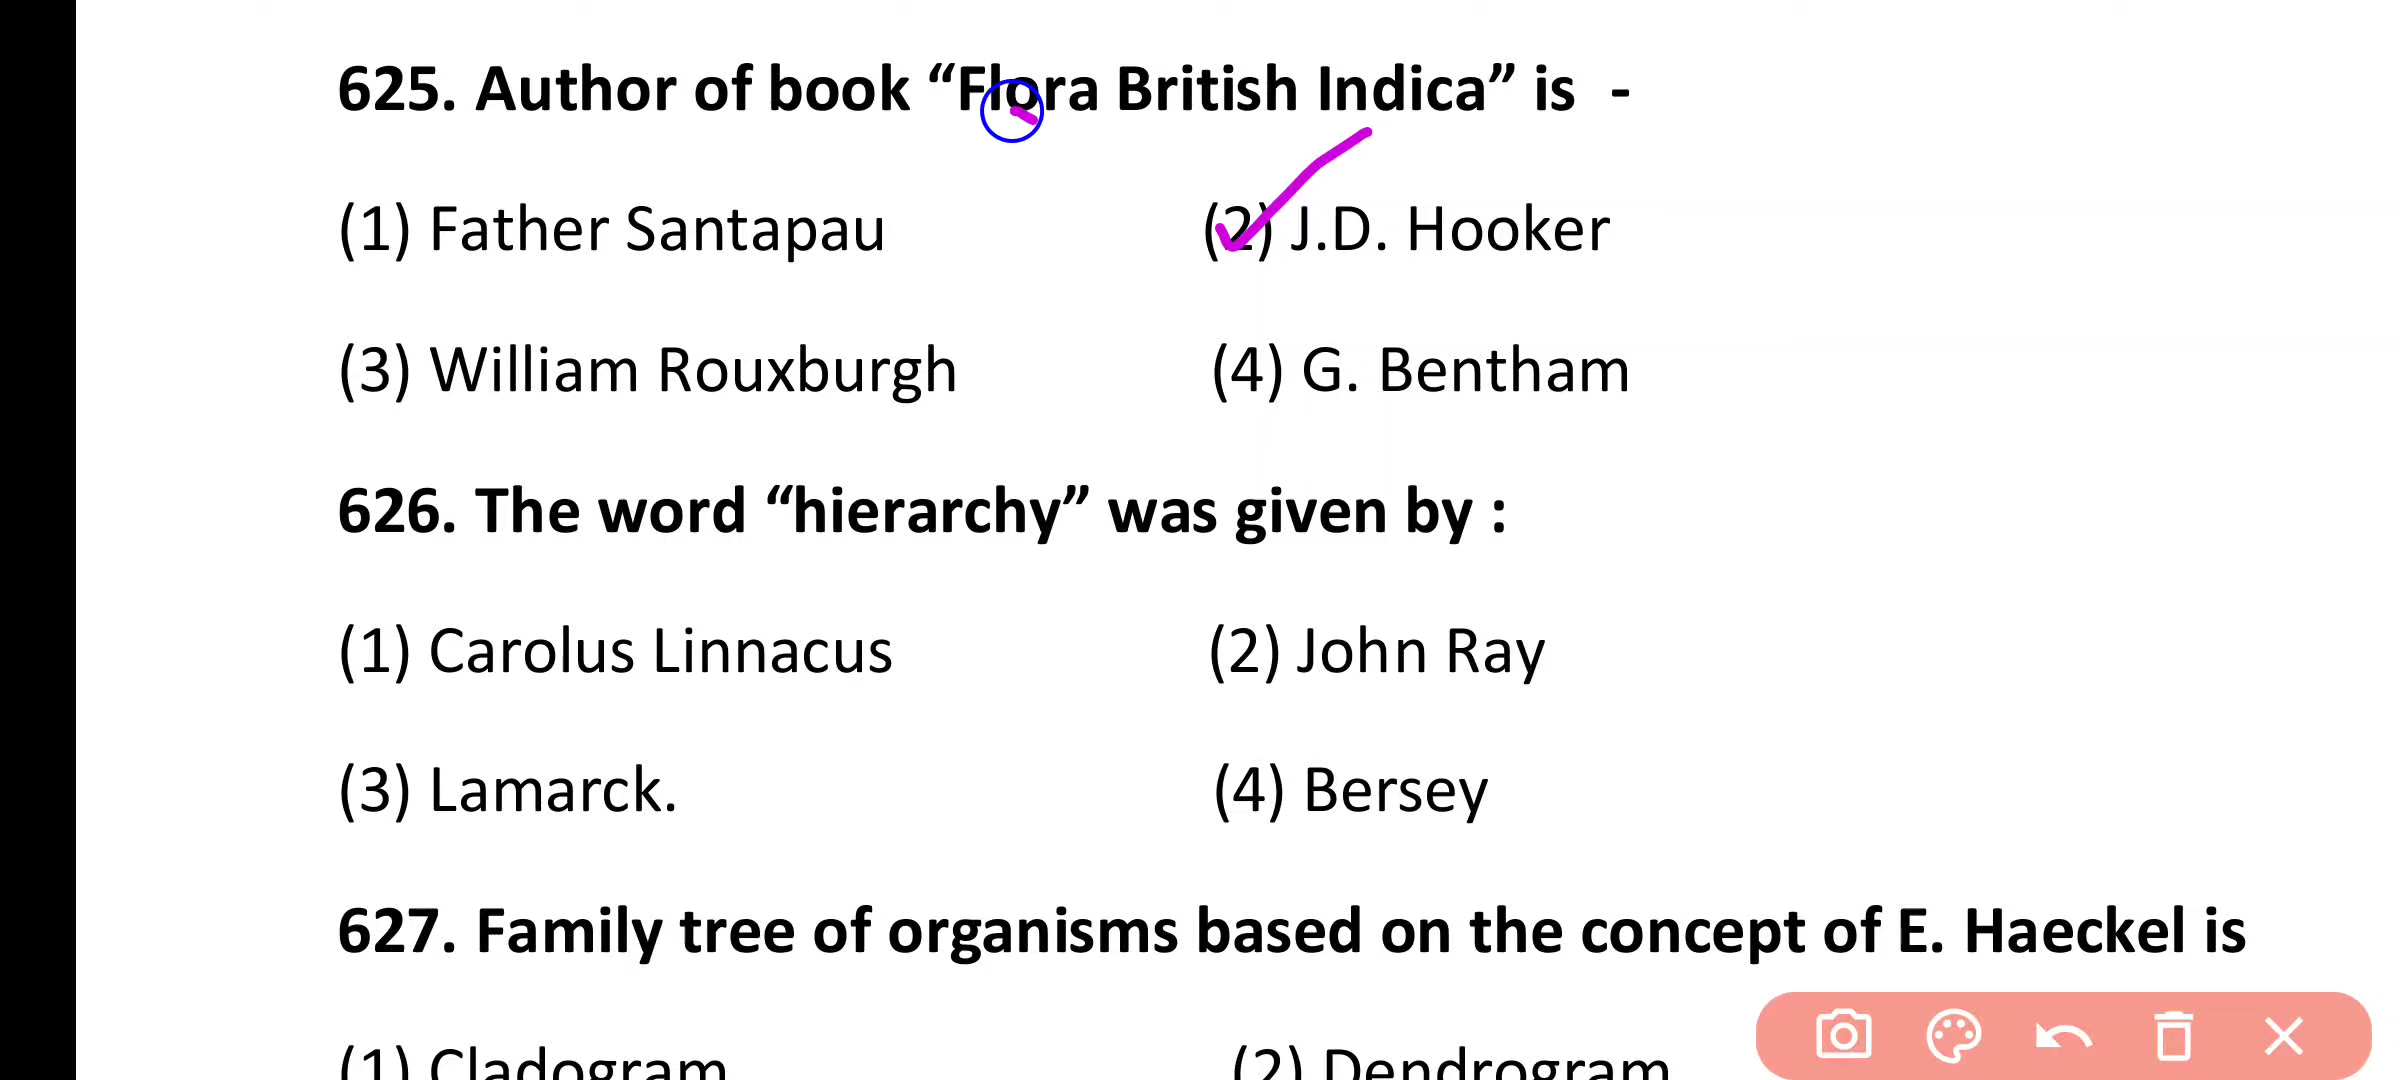 625. Author of book “Flora British Indica” is -
(1) Father Santapau (2) J.D. Hooker
(3) William Rouxburgh (4) G. Bentham
626. The word “hierarchy” was given by :
(1) Carolus Linnacus (2) John Ray
(3) Lamarck. (4) Bersey
627. Family tree of organisms based on the concept of E. Haeckel is
(1) Cladogram (2) Dendrogram